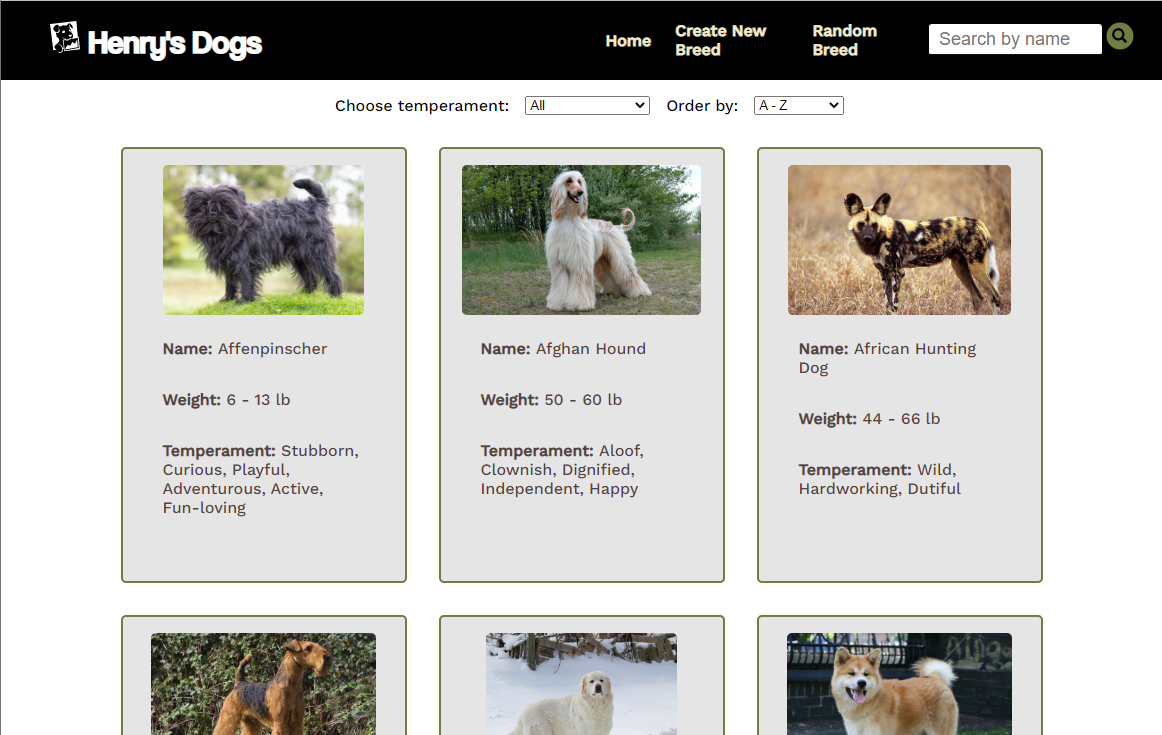 Henry's Dogs
Home
Create New
Breed
Random
Breed
Search by name
Choose temperament: All Order by: A - Z
Name: Affenpinscher
Weight: 6 - 13 lb
Temperament: Stubborn,
Curious, Playful,
Adventurous, Active,
Fun-loving
Name: Afghan Hound
Weight: 50 - 60 lb
Temperament: Aloof,
Clownish, Dignified,
Independent, Happy
Name: African Hunting
Dog
Weight: 44 - 66 lb
Temperament: Wild,
Hardworking, Dutiful